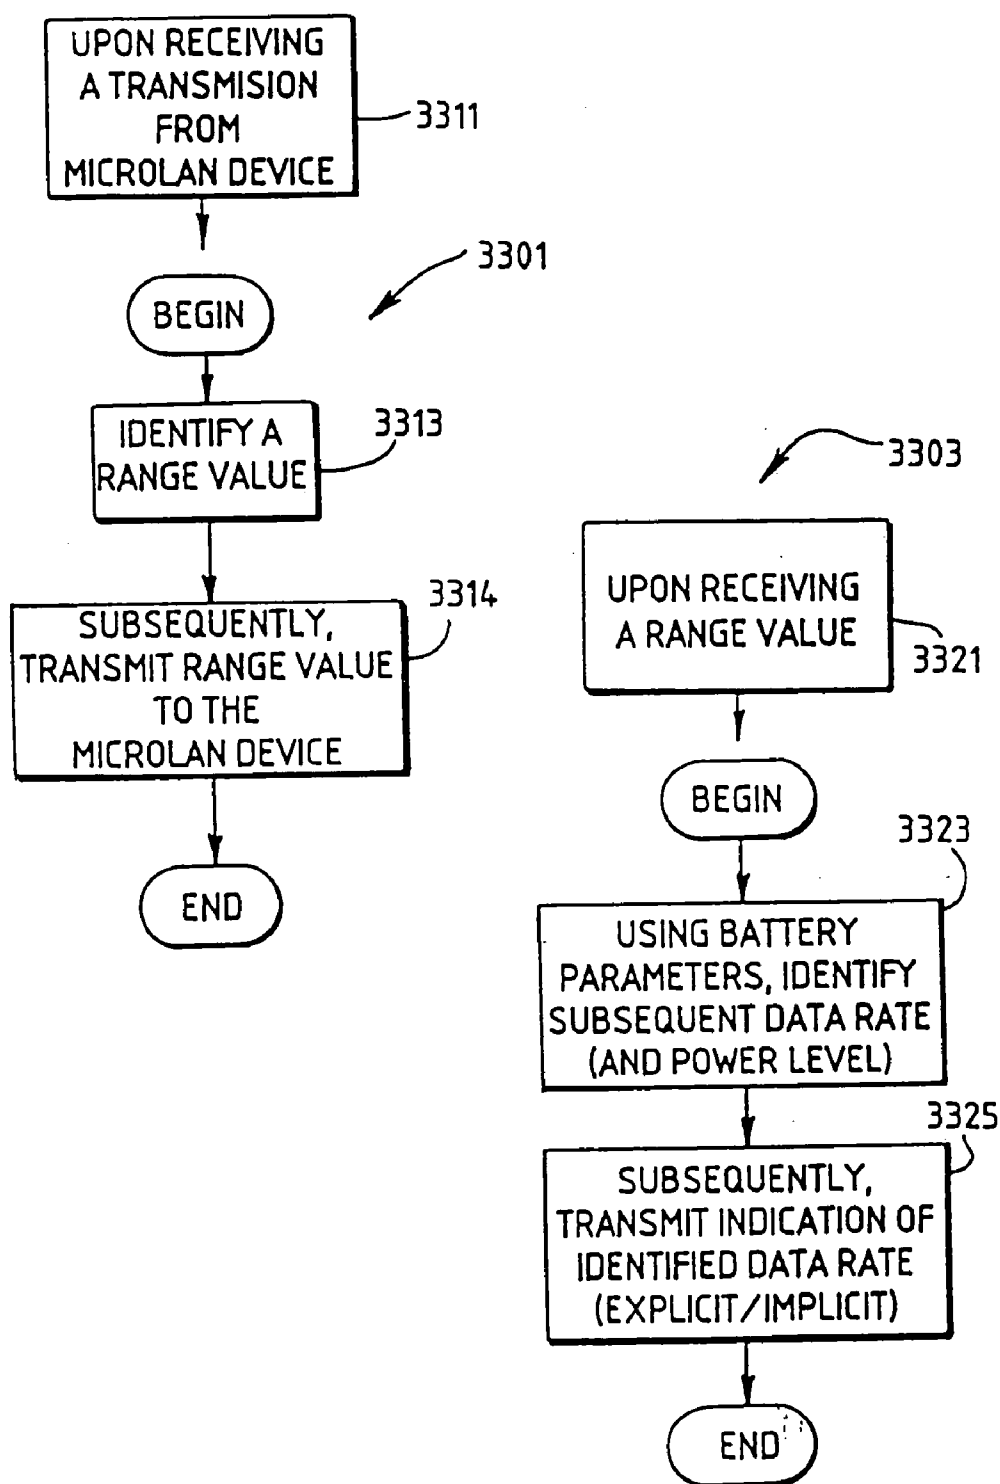 UPON RECEIVING
A TRANSMISION
FROM
MICROLAN DEVICE
3311
3301
BEGIN
IDENTIFY A
RANGE VALUE
3313
SUBSEQUENTLY,
TRANSMIT RANGE VALUE
TO THE
MICROLAN DEVICE
3314
END
3303
UPON RECEIVING
A RANGE VALUE
3321
BEGIN
3323
USING BATTERY
PARAMETERS, IDENTIFY
SUBSEQUENT DATA RATE
(AND POWER LEVEL)
3325
SUBSEQUENTLY,
TRANSMIT INDICATION OF
IDENTIFIED DATA RATE
(EXPLICIT/IMPLICIT)
END